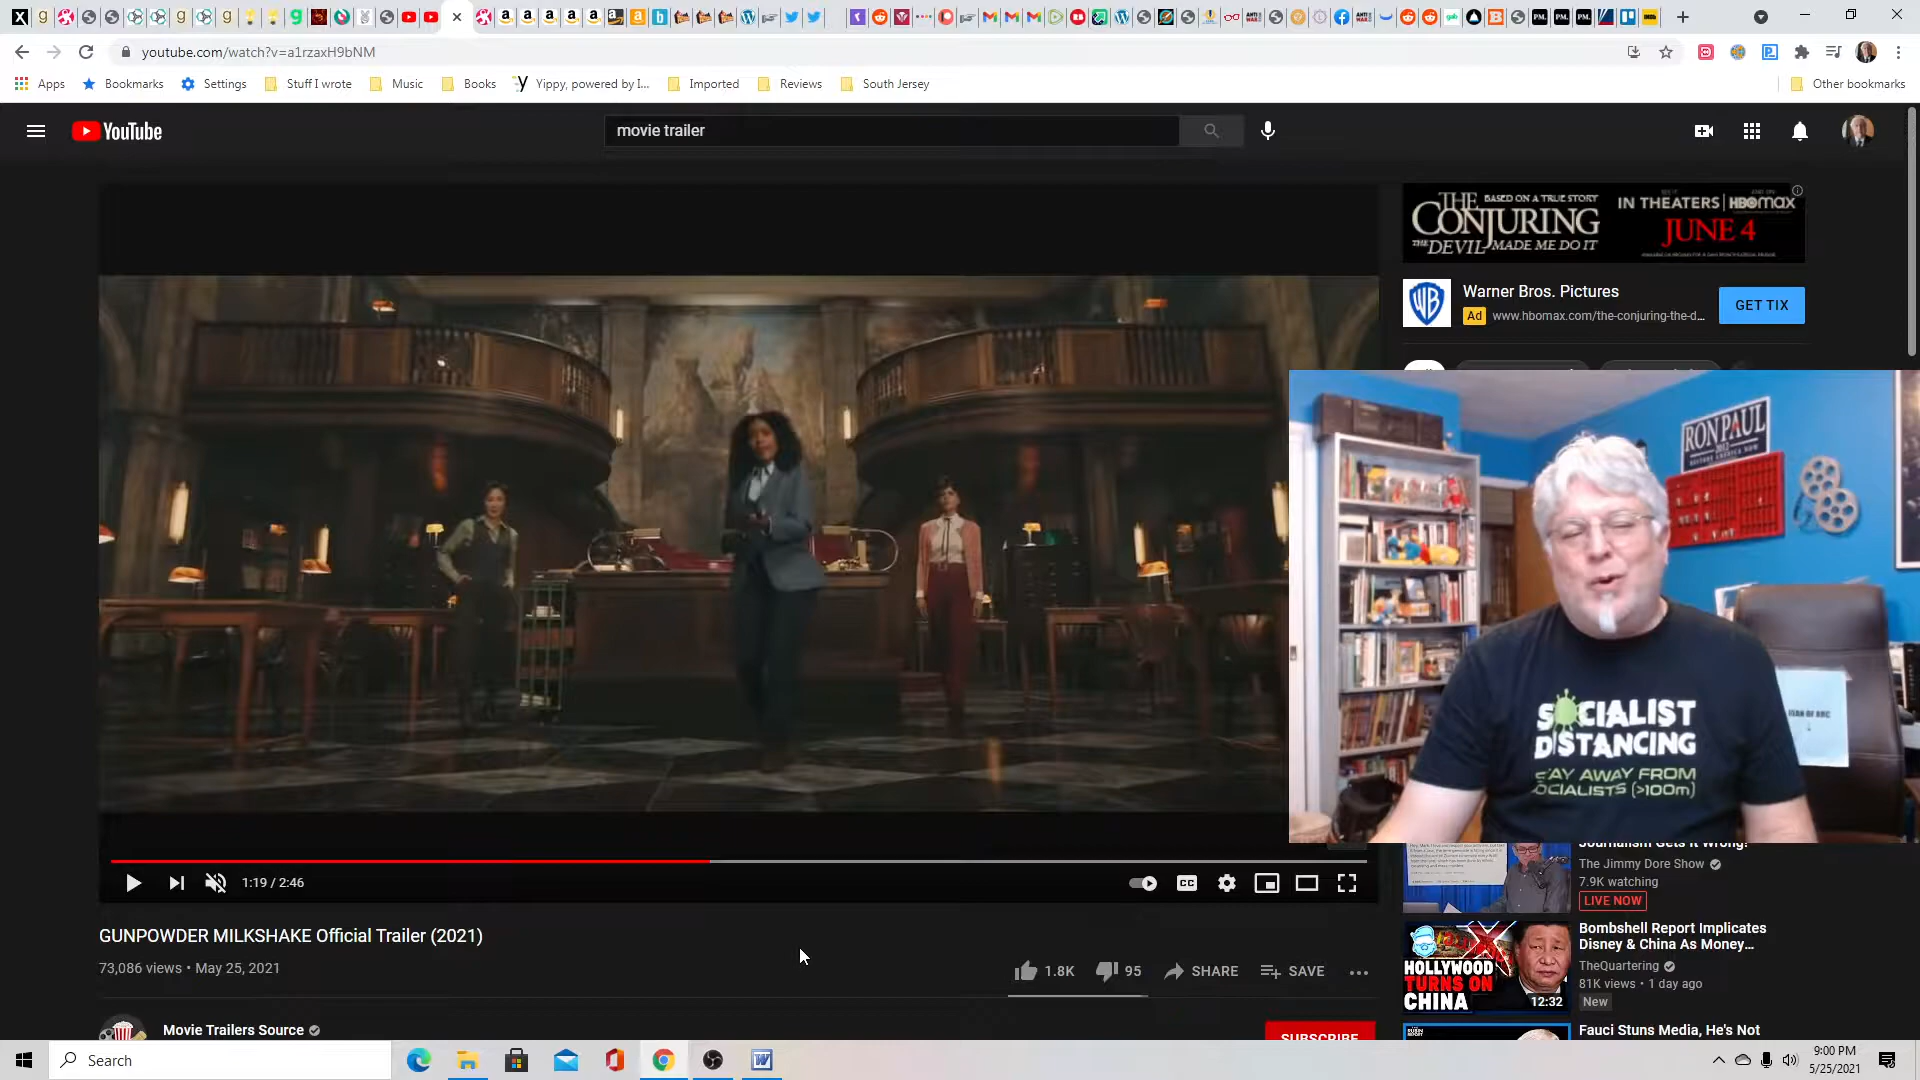 youtube.com/watch?v=a1rzaxH9bNM
Apps
Bookmarks
Settings
Stuff I wrote
Music
Books
Yippy, powered by I...
Imported
Reviews
South Jersey
Other bookmarks
YouTube
movie trailer
THE CONJURING
BASED ON A TRUE STORY
THE DEVIL MADE ME DO IT
IN THEATERS | HBOMAX
JUNE 4
Warner Bros. Pictures
Ad www.hbomax.com/the-conjuring-the-d...
GET TIX
RON PAUL
SOCIALIST
DISTANCING
STAY AWAY FROM
SOCIALISTS (>100m)
1:19 / 2:46
CC
GUNPOWDER MILKSHAKE Official Trailer (2021)
73,086 views • May 25, 2021
1.8K
95
SHARE
SAVE
Movie Trailers Source
SUBSCRIBE
Journalism Gets It Wrong!
The Jimmy Dore Show
7.9K watching
LIVE NOW
HOLLYWOOD
TURNS ON
CHINA
12:32
Bombshell Report Implicates
Disney & China As Money...
TheQuartering
81K views • 1 day ago
New
Fauci Stuns Media, He's Not
Search
9:00 PM
5/25/2021